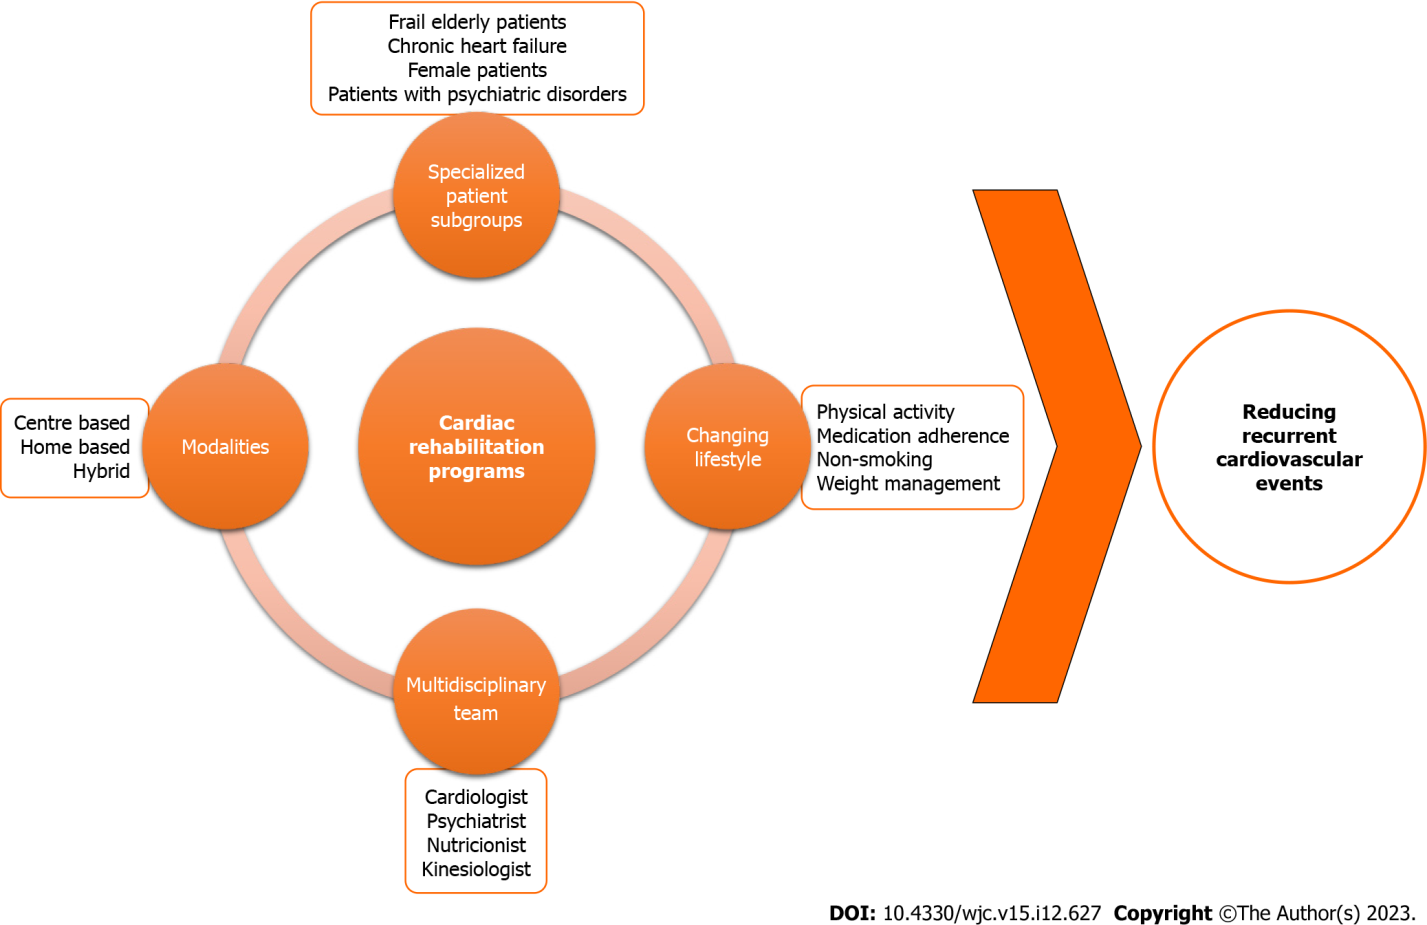 Frail elderly patients
Chronic heart failure
Female patients
Patients with psychiatric disorders
Specialized
patient
subgroups
Centre based
Home based
Hybrid
Modalities
Cardiac
rehabilitation
programs
Changing
lifestyle
Physical activity
Medication adherence
Non-smoking
Weight management
Reducing
recurrent
cardiovascular
events
Multidisciplinary
team
Cardiologist
Psychiatrist
Nutricionist
Kinesiologist
DOI: 10.4330/wjc.v15.i12.627 Copyright ©The Author(s) 2023.